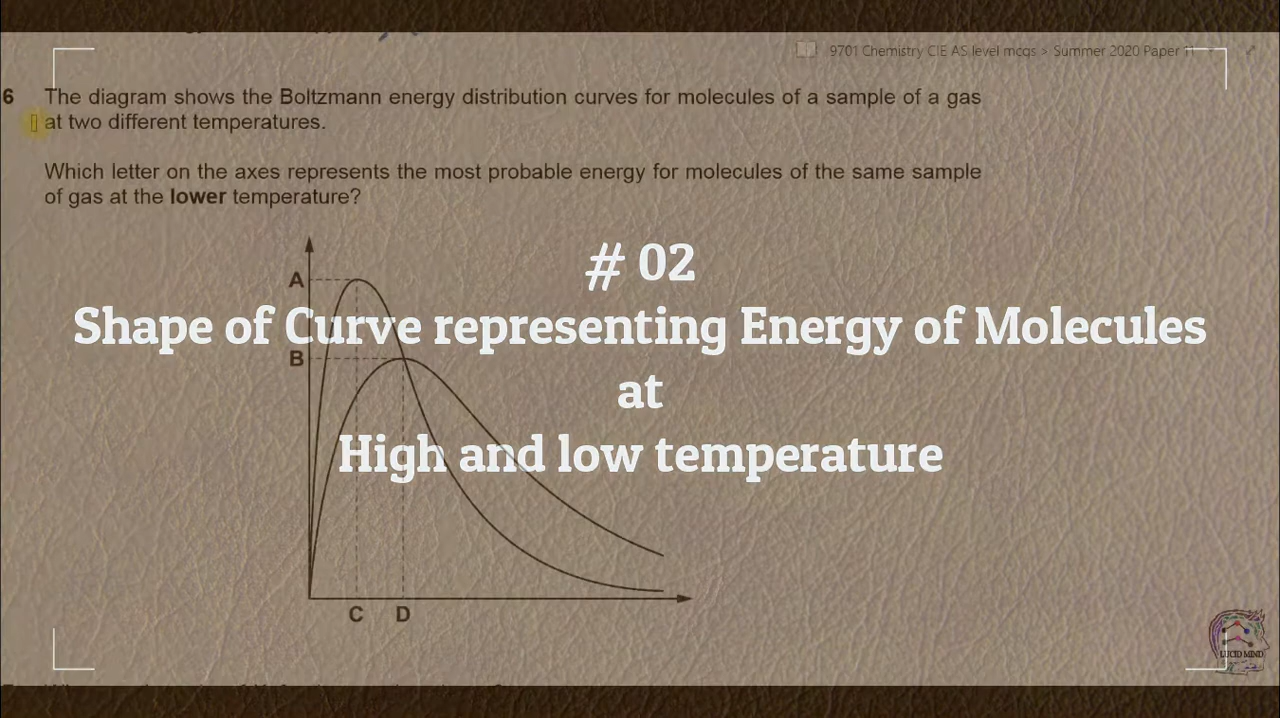 9701 Chemistry CIE AS level mcqs > Summer 2020 Paper 11
6 The diagram shows the Boltzmann energy distribution curves for molecules of a sample of a gas
at two different temperatures.
Which letter on the axes represents the most probable energy for molecules of the same sample
of gas at the lower temperature?
# 02
A
Shape of Curve representing Energy of Molecules
B
at
High and low temperature
C D
LUCID MIND